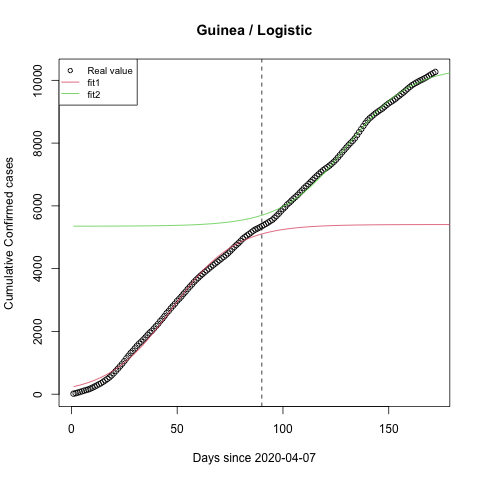 Guinea / Logistic
Real value
fit1
fit2
Cumulative Confirmed cases
10000
8000
6000
4000
2000
0
0 50 100 150
Days since 2020-04-07